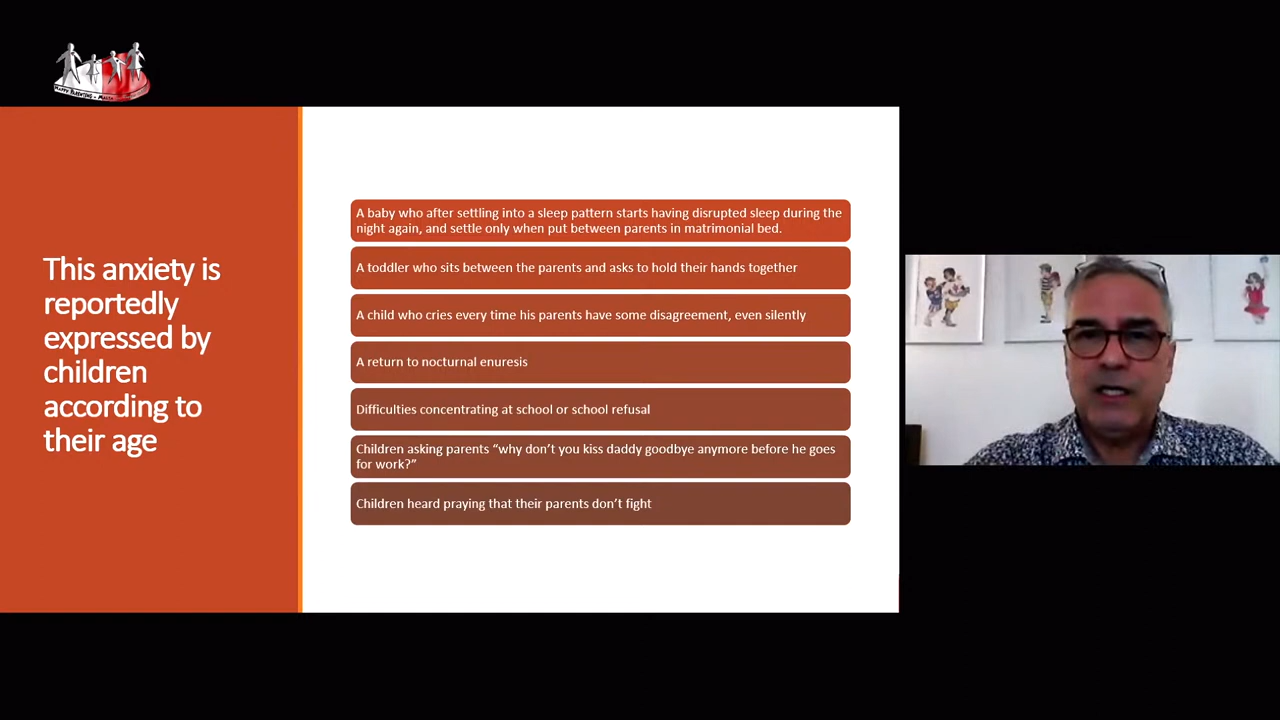 HAPPY PARENTING - MALTA
This anxiety is
reportedly
expressed by
children
according to
their age
A baby who after settling into a sleep pattern starts having disrupted sleep during the
night again, and settle only when put between parents in matrimonial bed.
A toddler who sits between the parents and asks to hold their hands together
A child who cries every time his parents have some disagreement, even silently
A return to nocturnal enuresis
Difficulties concentrating at school or school refusal
Children asking parents “why don’t you kiss daddy goodbye anymore before he goes
for work?”
Children heard praying that their parents don’t fight